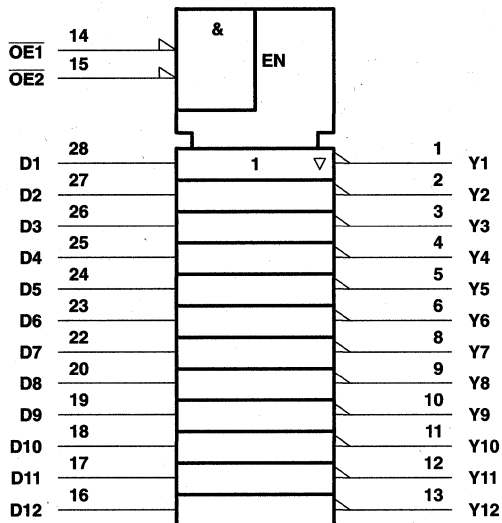 &
14
OE1
EN
15
OE2
28 1 ▽ 1
D1 Y1
27 2
D2 Y2
26 3
D3 Y3
25 4
D4 Y4
24 5
D5 Y5
23 6
D6 Y6
22 8
D7 Y7
20 9
D8 Y8
19 10
D9 Y9
18 11
D10 Y10
17 12
D11 Y11
16 13
D12 Y12